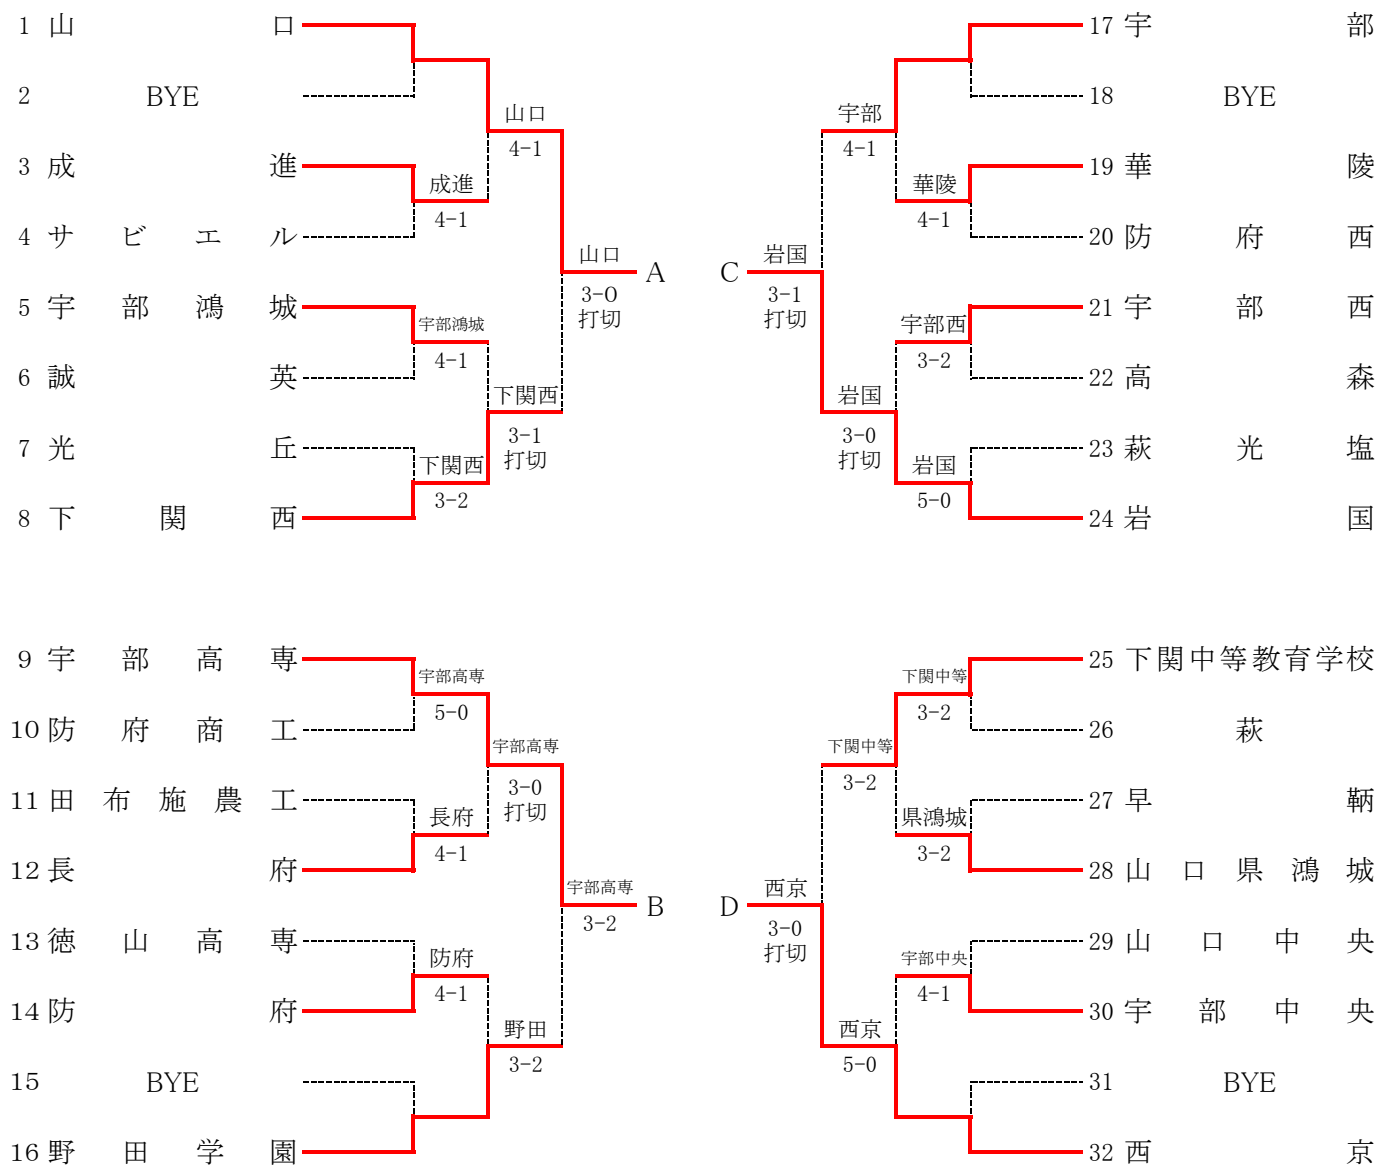 1 山口
2 BYE
3 成進
4 サビエル
5 宇部鴻城
6 誠英
7 光丘
8 下関西
成進
4-1
宇部鴻城
4-1
下関西
3-2
山口
4-1
下関西
3-1
打切
山口
3-0
打切
A
9 宇部高専
10 防府商工
11 田布施農工
12 長府
13 徳山高専
14 防府
15 BYE
16 野田学園
宇部高専
5-0
長府
4-1
防府
4-1
宇部高専
3-0
打切
野田
3-2
宇部高専
3-2
B
17 宇部
18 BYE
19 華陵
20 防府西
21 宇部西
22 高森
23 萩光塩
24 岩国
華陵
4-1
宇部西
3-2
岩国
5-0
宇部
4-1
岩国
3-0
打切
岩国
3-1
打切
C
25 下関中等教育学校
26 萩
27 早鞆
28 山口県鴻城
29 山口中央
30 宇部中央
31 BYE
32 西京
下関中等
3-2
県鴻城
3-2
宇部中央
4-1
下関中等
3-2
西京
5-0
西京
3-0
打切
D